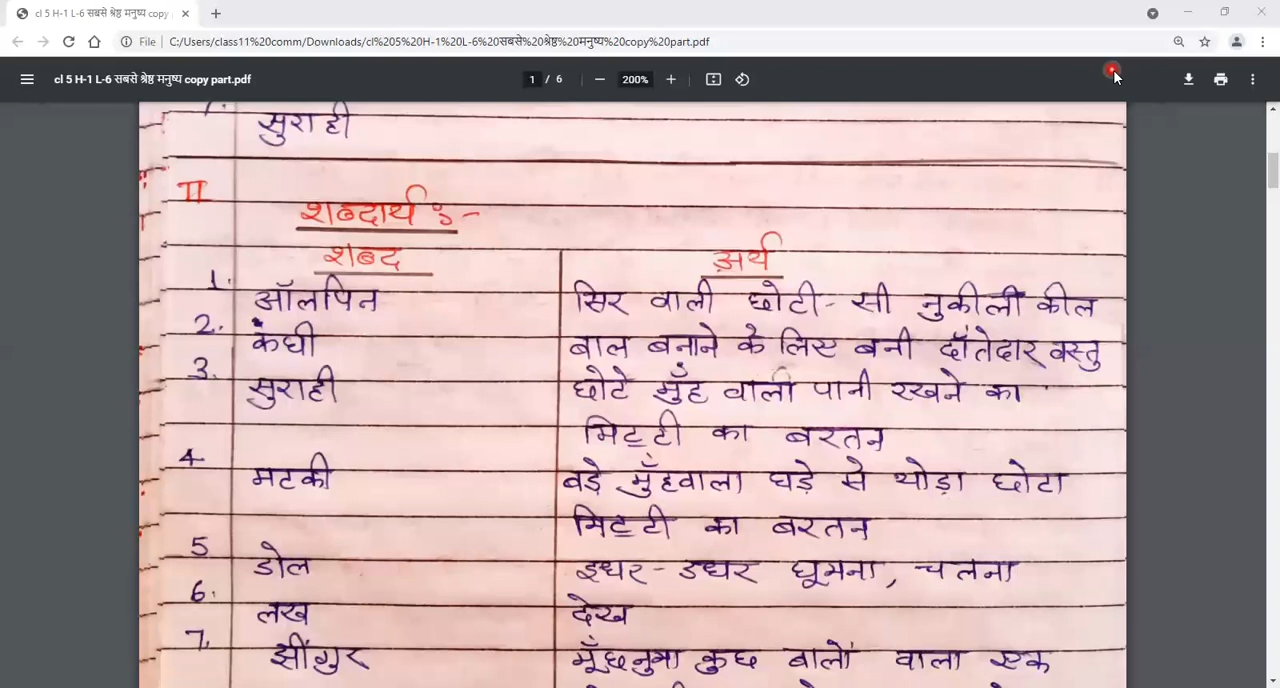 cl 5 H-1 L-6 सबसे श्रेष्ठ मनुष्य copy
File C:/Users/class11%20comm/Downloads/cl%205%20H-1%20L-6%20सबसे%20श्रेष्ठ%20मनुष्य%20copy%20part.pdf
cl 5 H-1 L-6 सबसे श्रेष्ठ मनुष्य copy part.pdf 1 / 6 200%
7. सुराही
II शब्दार्थ :-
शब्द अर्थ
1. ऑलपिन सिर वाली छोटी-सी नुकीली कील
2. कंघी बाल बनाने के लिए बनी दाँतेदार वस्तु
3. सुराही छोटे मुँह वाली पानी रखने का
मिट्टी का बरतन
4 मटकी बड़े मुँहवाला घड़े से थोड़ा छोटा
मिट्टी का बरतन
5 डोल इधर-उधर घूमना, चलना
6. लख देख
7. झींगुर मूँछनुमा कुछ बालों वाला एक